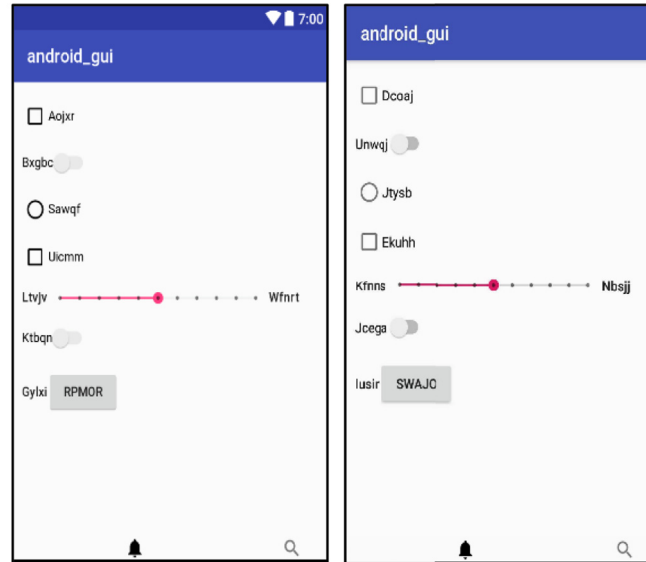 7:00
android_gui
Aojxr
Bxgbc
Sawqf
Uicmm
Ltvjv Wfnrt
Ktbqn
Gylxi RPMOR
android_gui
Dcoaj
Unwqj
Jtysb
Ekuhh
Kfnns Nbsjj
Jcega
Iusir SWAJO